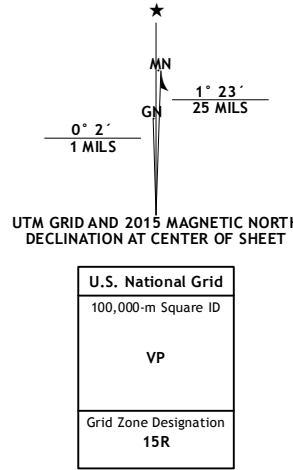 MN
1° 23´
25 MILS
GN
0° 2´
1 MILS
UTM GRID AND 2015 MAGNETIC NORTH
DECLINATION AT CENTER OF SHEET
U.S. National Grid
100,000-m Square ID
VP
Grid Zone Designation
15R